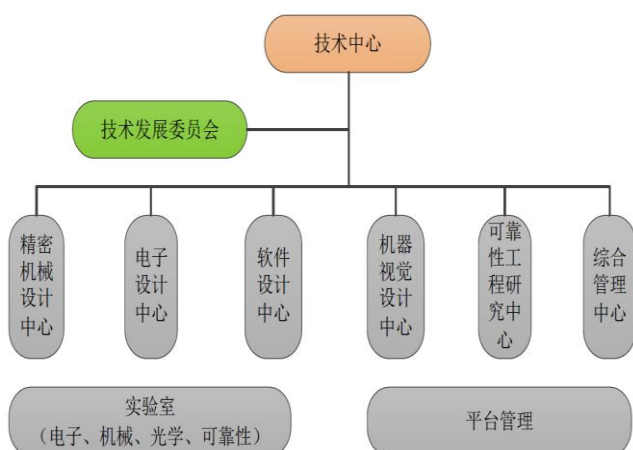 技术中心
技术发展委员会
精密
机械
设计
中心
电子
设计
中心
软件
设计
中心
机器
视觉
设计
中心
可靠
性工
程研
究中
心
综合
管理
中心
实验室
（电子、机械、光学、可靠性）
平台管理